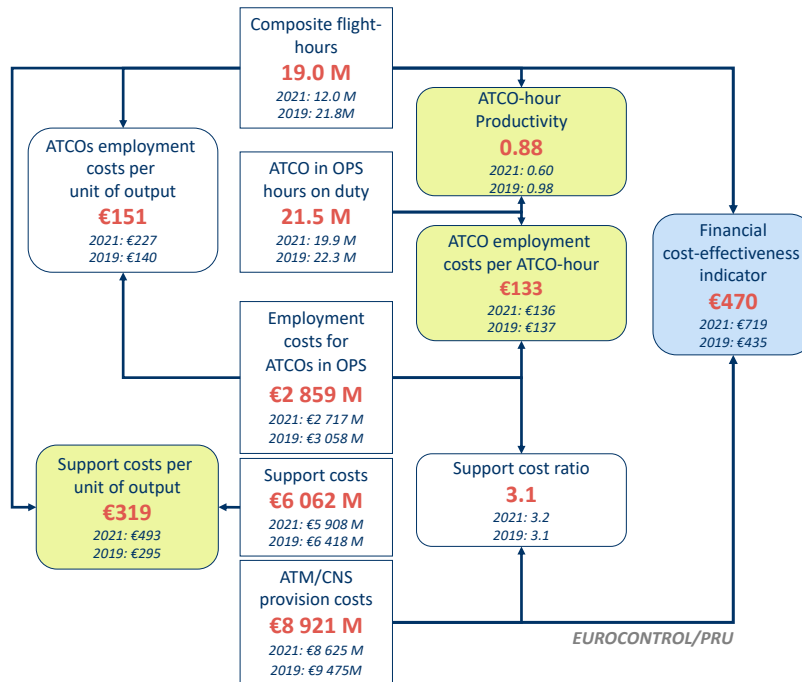 Composite flight-
hours
19.0 M
2021: 12.0 M
2019: 21.8M
ATCO-hour
Productivity
0.88
2021: 0.60
2019: 0.98
ATCOs employment
costs per
unit of output
€151
2021: €227
2019: €140
ATCO in OPS
hours on duty
21.5 M
2021: 19.9 M
2019: 22.3 M
ATCO employment
costs per ATCO-hour
€133
2021: €136
2019: €137
Financial
cost-effectiveness
indicator
€470
2021: €719
2019: €435
Employment
costs for
ATCOs in OPS
€2 859 M
2021: €2 717 M
2019: €3 058 M
Support costs per
unit of output
€319
2021: €493
2019: €295
Support costs
€6 062 M
2021: €5 908 M
2019: €6 418 M
Support cost ratio
3.1
2021: 3.2
2019: 3.1
ATM/CNS
provision costs
€8 921 M
2021: €8 625 M
2019: €9 475M
EUROCONTROL/PRU